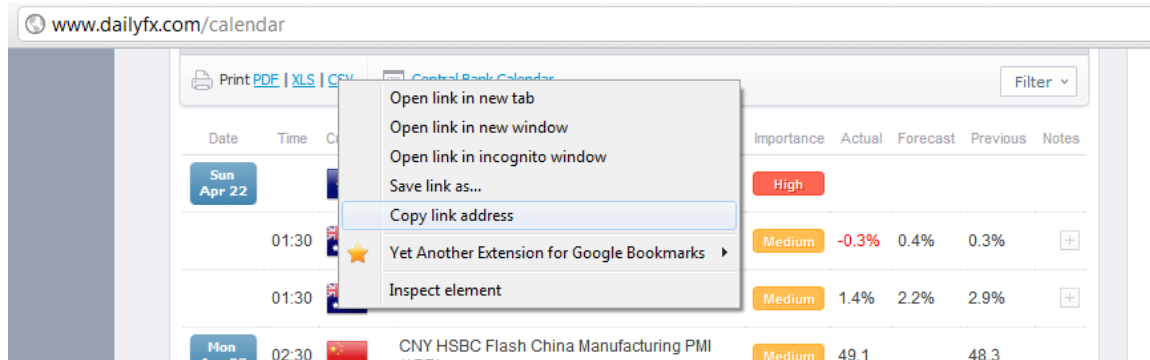 www.dailyfx.com/calendar
Print PDF | XLS | CSV Central Bank Calendar Filter
Open link in new tab
Open link in new window
Open link in incognito window
Save link as...
Copy link address
Yet Another Extension for Google Bookmarks
Inspect element
Date Time Importance Actual Forecast Previous Notes
Sun
Apr 22 High
01:30 Medium -0.3% 0.4% 0.3%
01:30 Medium 1.4% 2.2% 2.9%
Mon 02:30 CNY HSBC Flash China Manufacturing PMI Medium 49.1 48.3